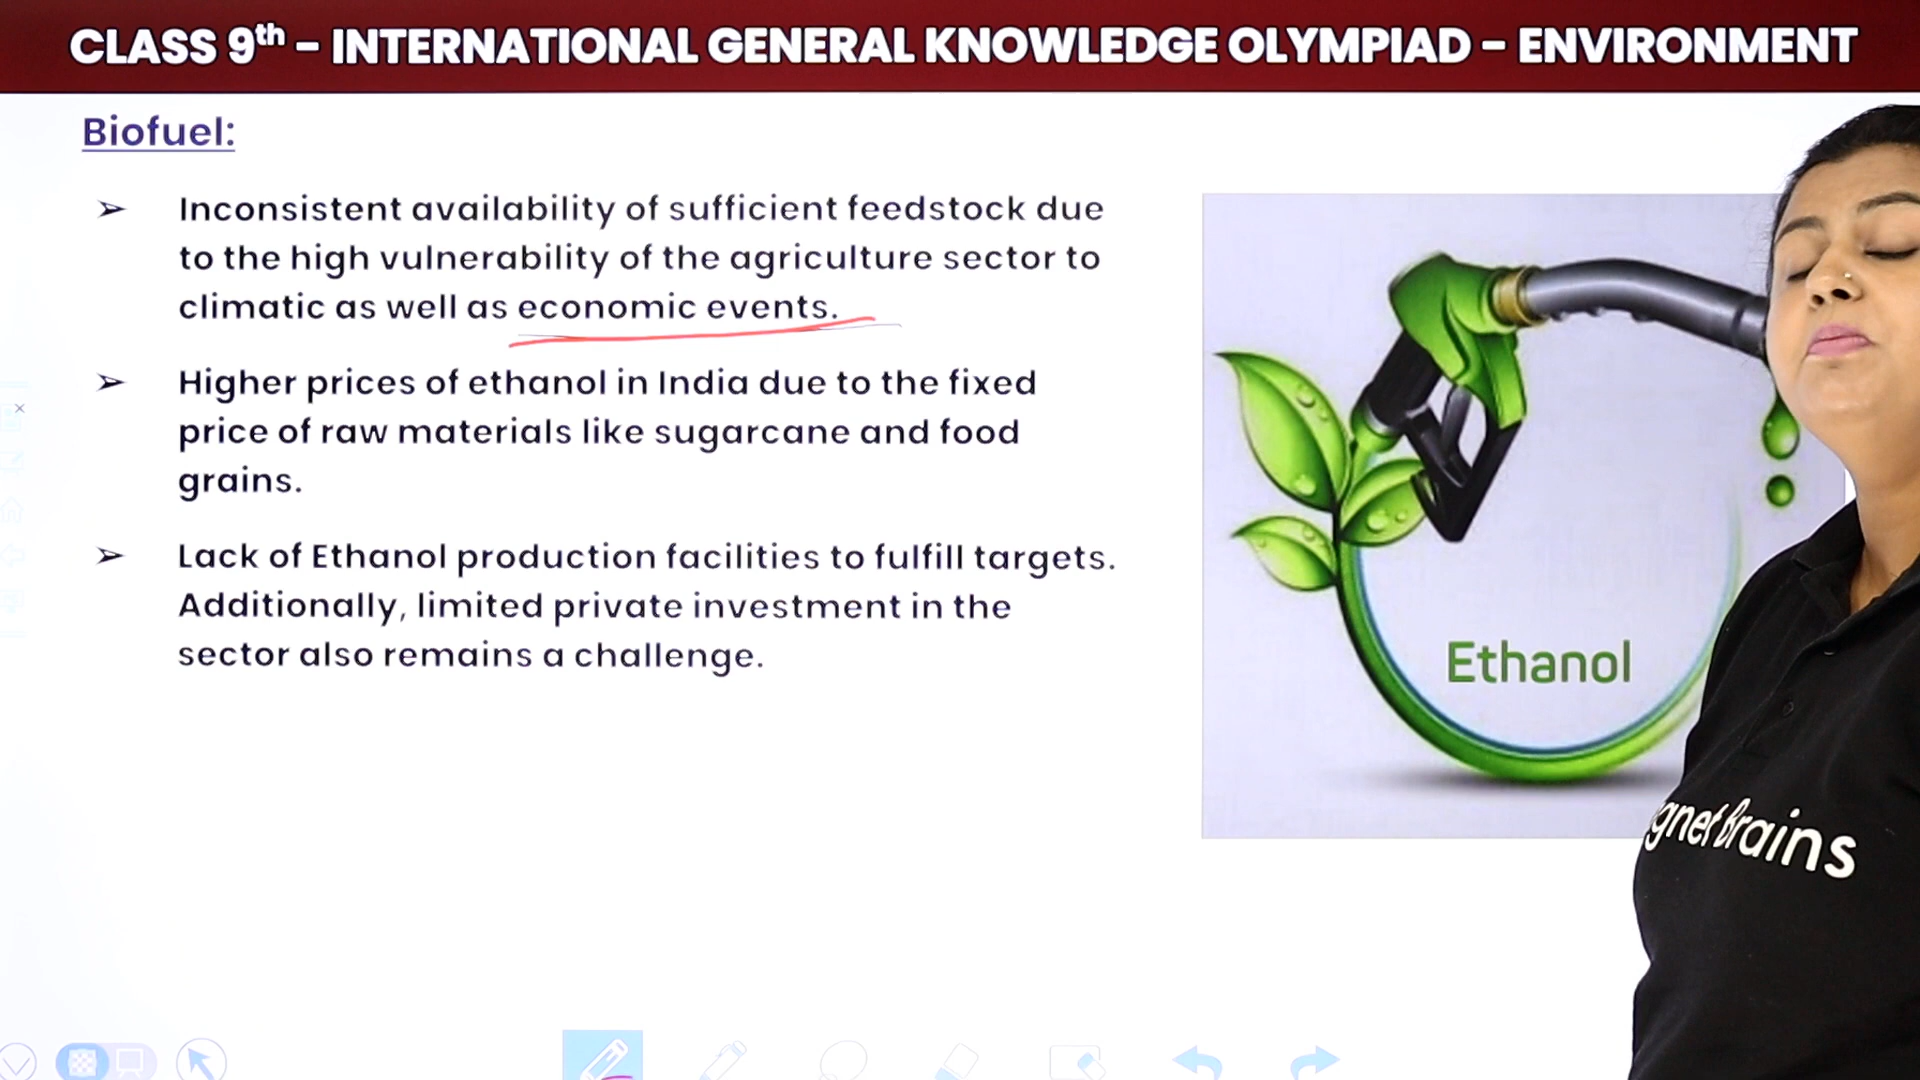 CLASS 9th - INTERNATIONAL GENERAL KNOWLEDGE OLYMPIAD - ENVIRONMENT
Biofuel:
➢ Inconsistent availability of sufficient feedstock due
to the high vulnerability of the agriculture sector to
climatic as well as economic events.
➢ Higher prices of ethanol in India due to the fixed
price of raw materials like sugarcane and food
grains.
➢ Lack of Ethanol production facilities to fulfill targets.
Additionally, limited private investment in the
sector also remains a challenge.
Ethanol
gnet Brains